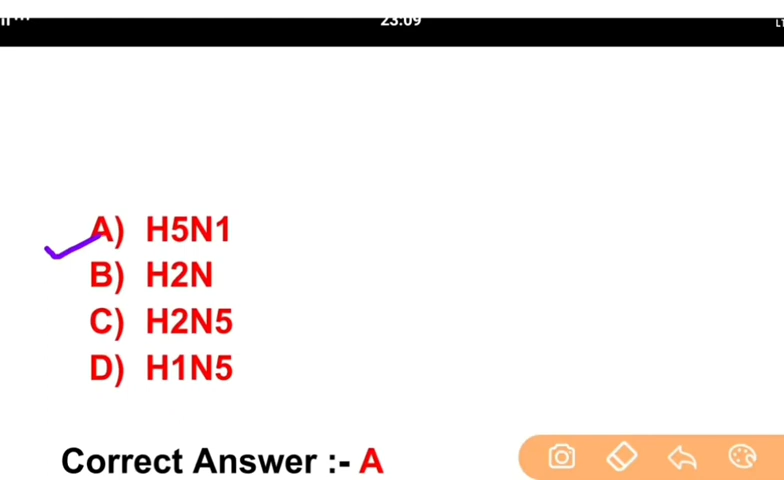 23:09
A) H5N1
B) H2N
C) H2N5
D) H1N5
Correct Answer :- A